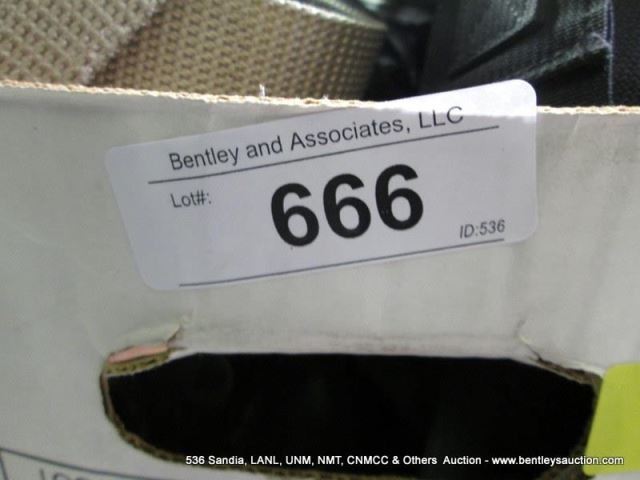 Bentley and Associates, LLC
Lot#:
666
ID:536
536 Sandia, LANL, UNM, NMT, CNMCC & Others Auction - www.bentleysauction.com